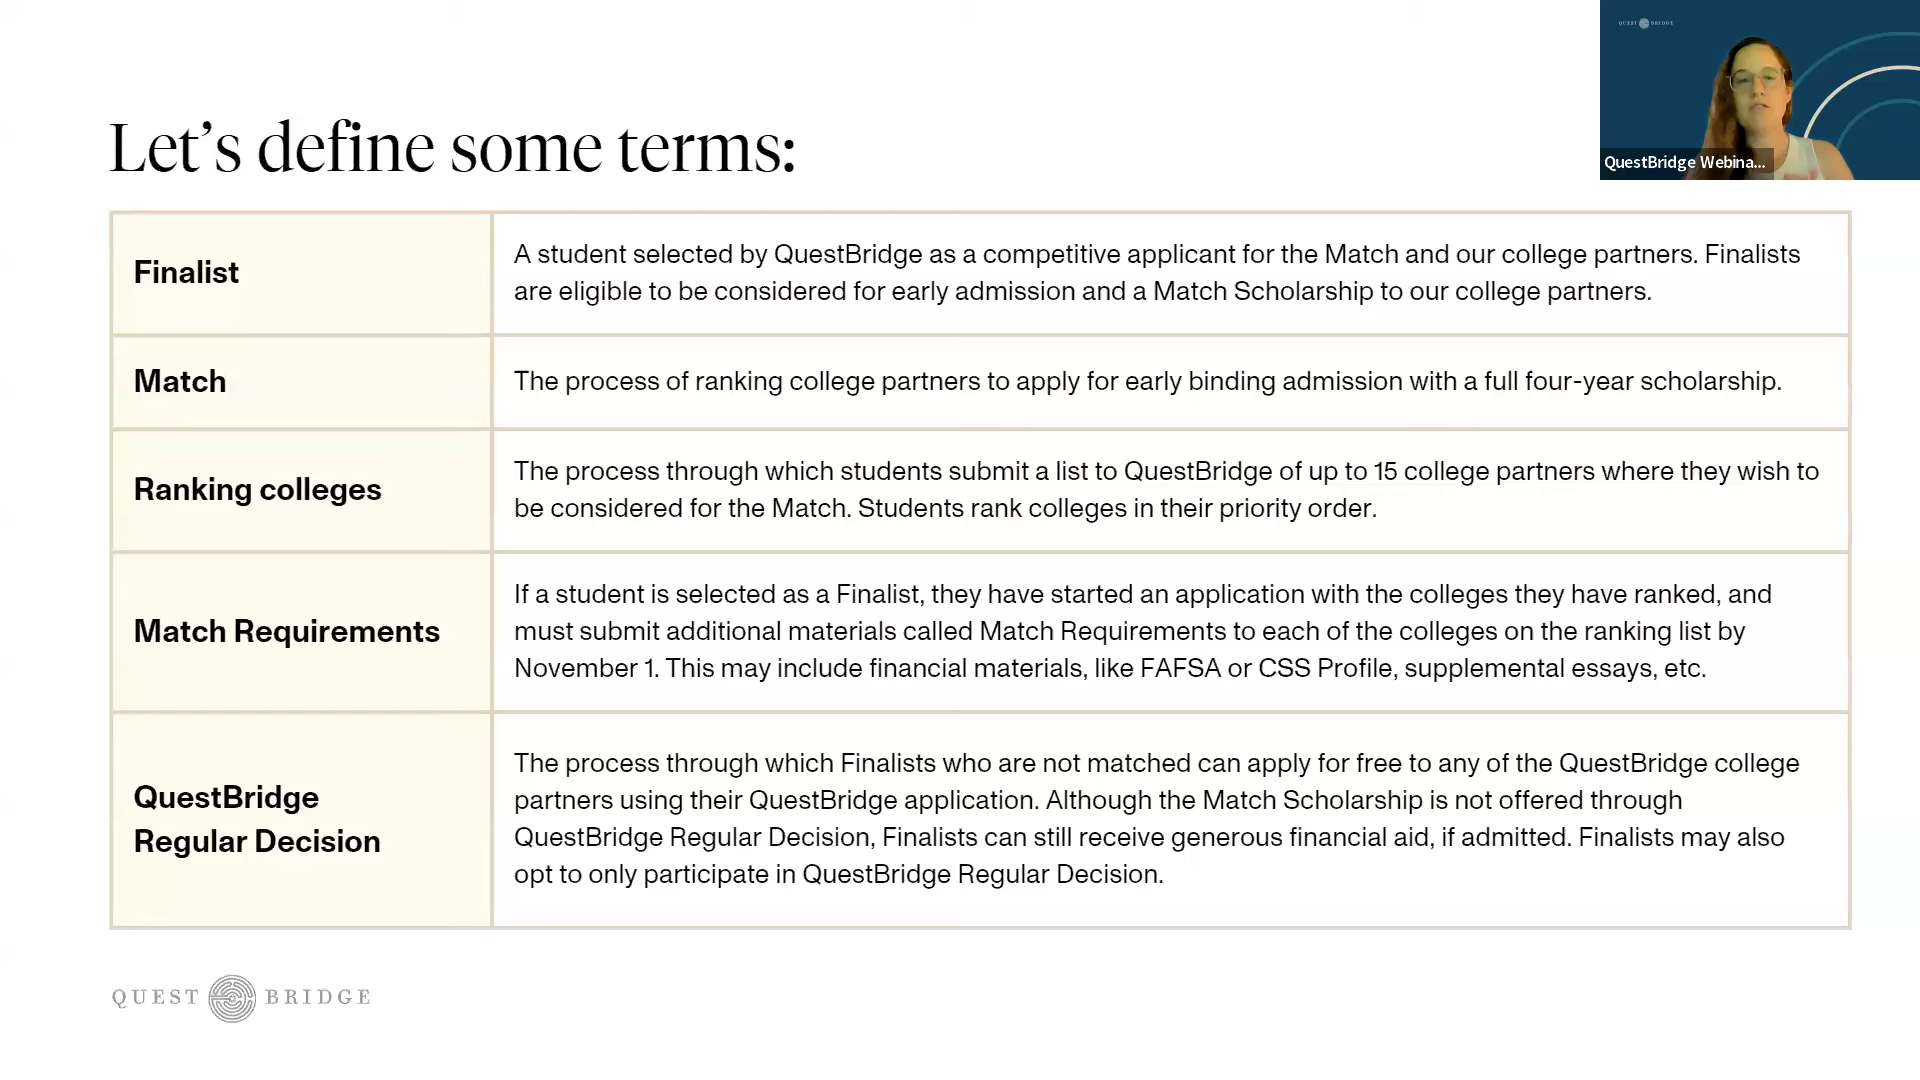 QUEST BRIDGE
QuestBridge Webina...
Let’s define some terms:
Finalist
A student selected by QuestBridge as a competitive applicant for the Match and our college partners. Finalists
are eligible to be considered for early admission and a Match Scholarship to our college partners.
Match
The process of ranking college partners to apply for early binding admission with a full four-year scholarship.
Ranking colleges
The process through which students submit a list to QuestBridge of up to 15 college partners where they wish to
be considered for the Match. Students rank colleges in their priority order.
Match Requirements
If a student is selected as a Finalist, they have started an application with the colleges they have ranked, and
must submit additional materials called Match Requirements to each of the colleges on the ranking list by
November 1. This may include financial materials, like FAFSA or CSS Profile, supplemental essays, etc.
QuestBridge
Regular Decision
The process through which Finalists who are not matched can apply for free to any of the QuestBridge college
partners using their QuestBridge application. Although the Match Scholarship is not offered through
QuestBridge Regular Decision, Finalists can still receive generous financial aid, if admitted. Finalists may also
opt to only participate in QuestBridge Regular Decision.
QUEST BRIDGE